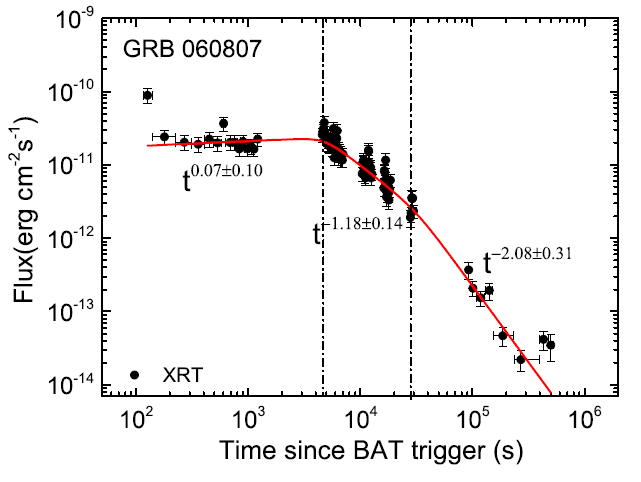 GRB 060807
Flux(erg cm⁻²s⁻¹)
10⁻⁹
10⁻¹⁰
10⁻¹¹
10⁻¹²
10⁻¹³
10⁻¹⁴
t⁰·⁰⁷±⁰·¹⁰
t⁻¹·¹⁸±⁰·¹⁴
t⁻²·⁰⁸±⁰·³¹
XRT
10² 10³ 10⁴ 10⁵ 10⁶
Time since BAT trigger (s)